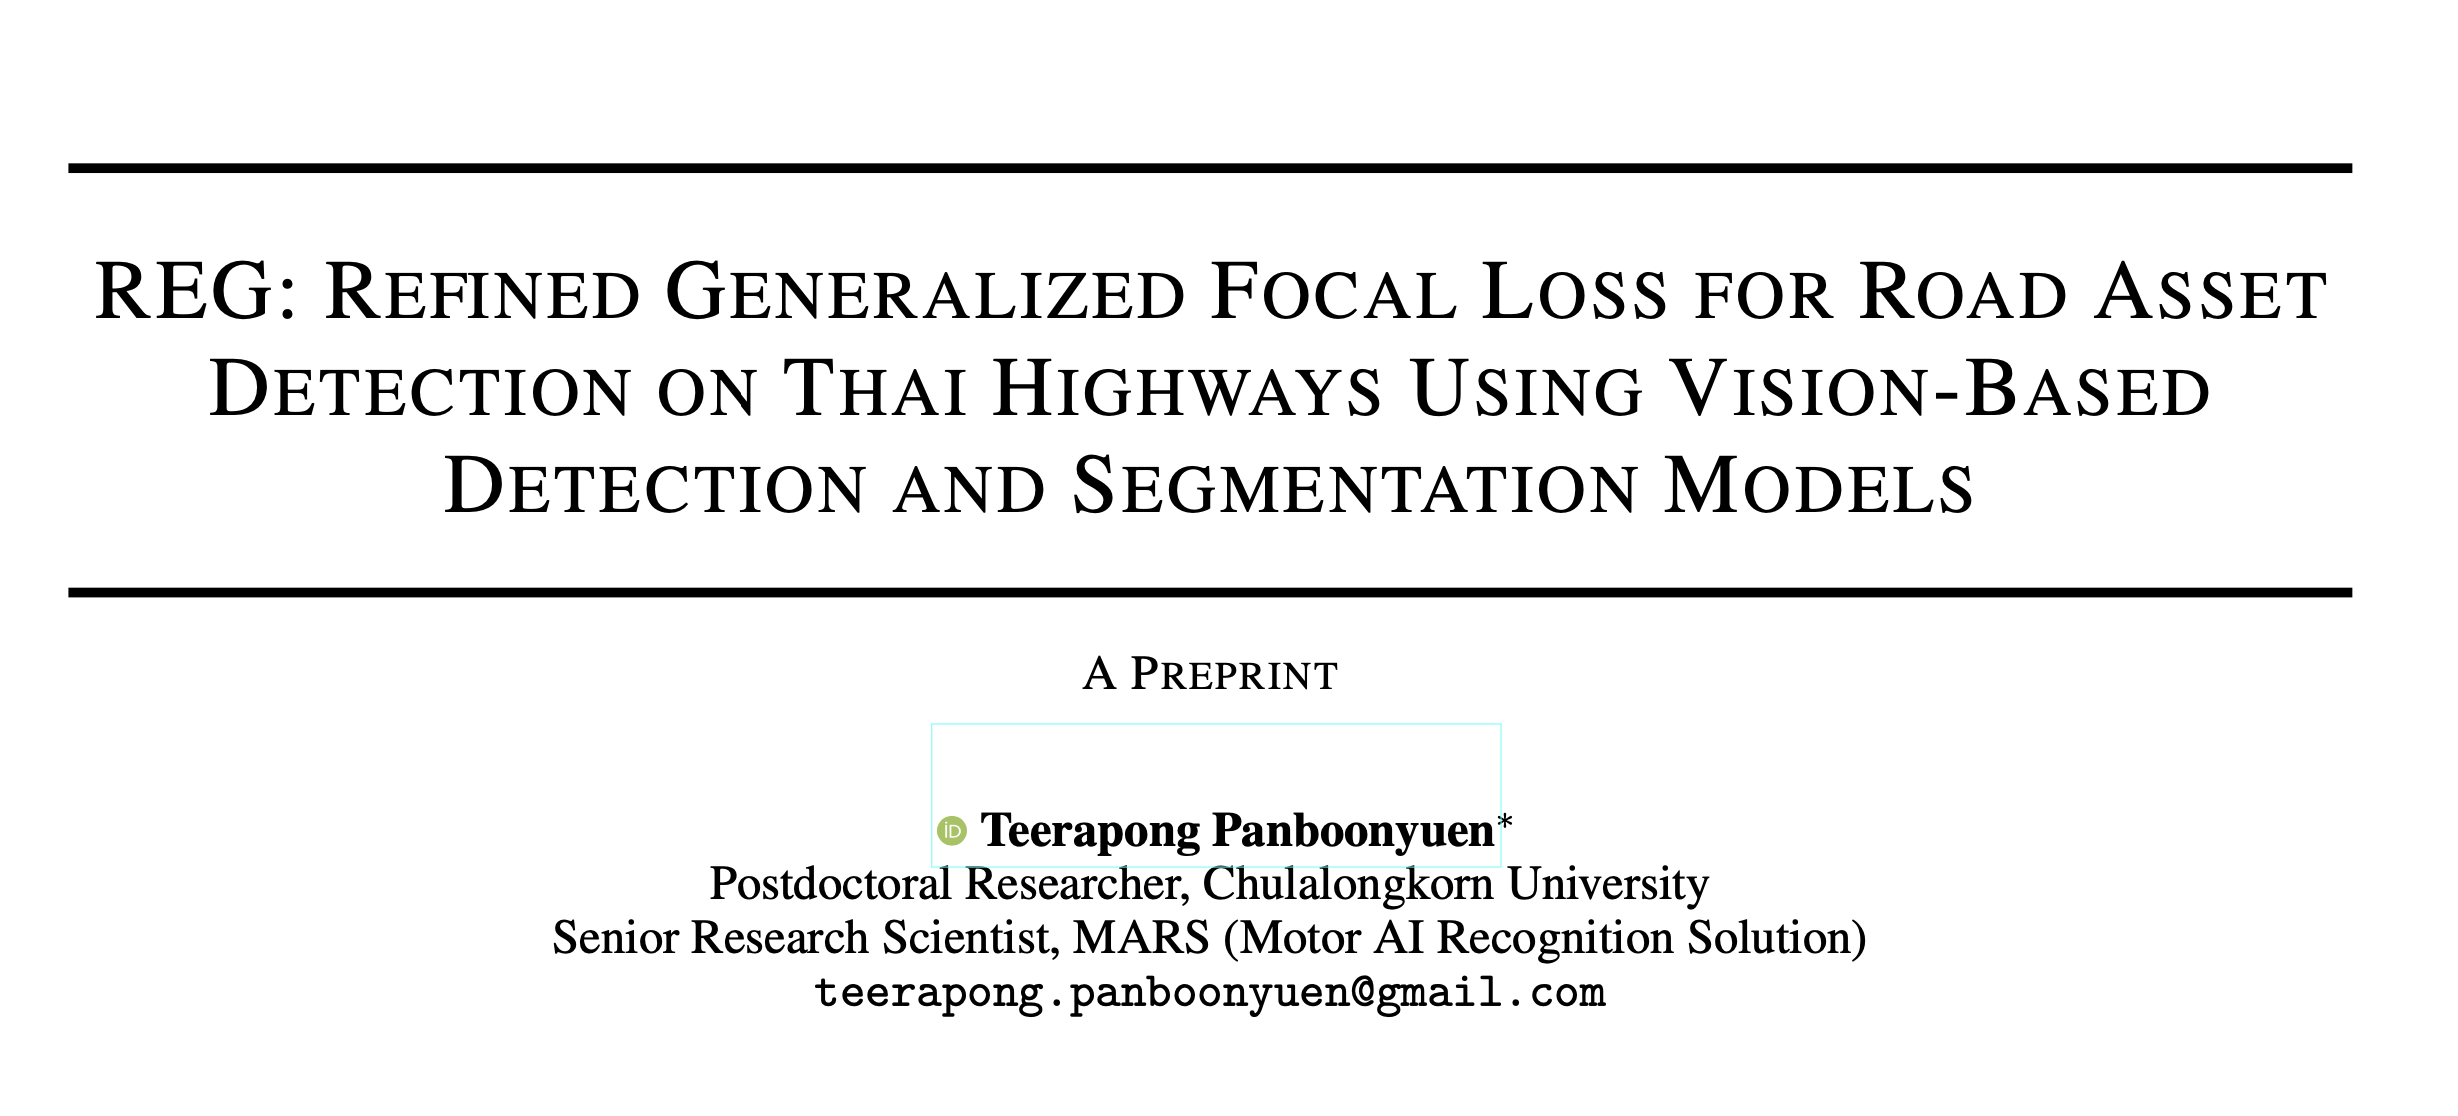 REG: REFINED GENERALIZED FOCAL LOSS FOR ROAD ASSET
DETECTION ON THAI HIGHWAYS USING VISION-BASED
DETECTION AND SEGMENTATION MODELS
A PREPRINT
iD Teerapong Panboonyuen*
Postdoctoral Researcher, Chulalongkorn University
Senior Research Scientist, MARS (Motor AI Recognition Solution)
teerapong.panboonyuen@gmail.com